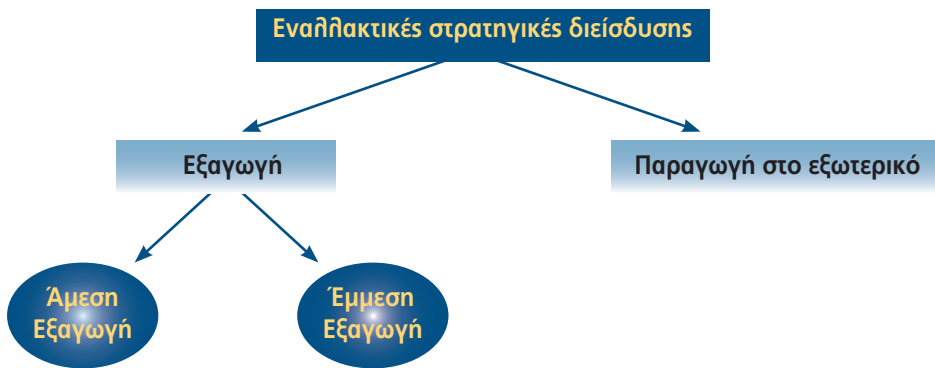 Εναλλακτικές στρατηγικές διείσδυσης
Εξαγωγή
Παραγωγή στο εξωτερικό
Άμεση
Εξαγωγή
Έμμεση
Εξαγωγή